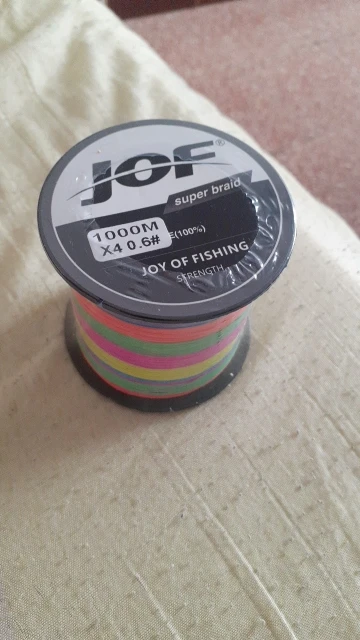 JOF®
super braid
1000M
X4 0.6#
E(100%)
JOY OF FISHING
STRENGTH